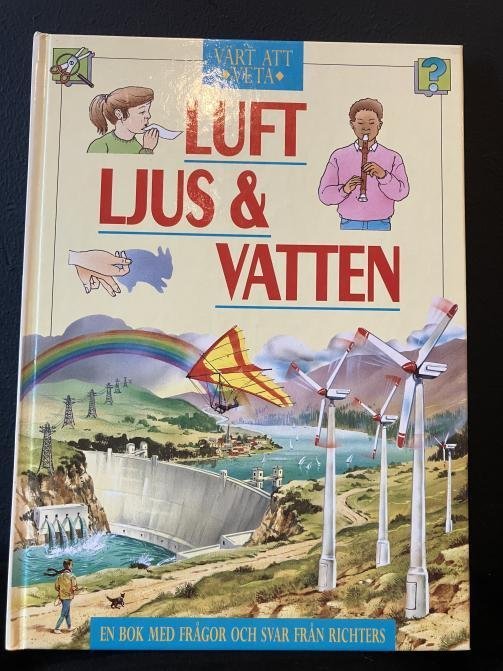 VÄRT ATT
VETA
LUFT
LJUS &
VATTEN
?
EN BOK MED FRÅGOR OCH SVAR FRÅN RICHTERS